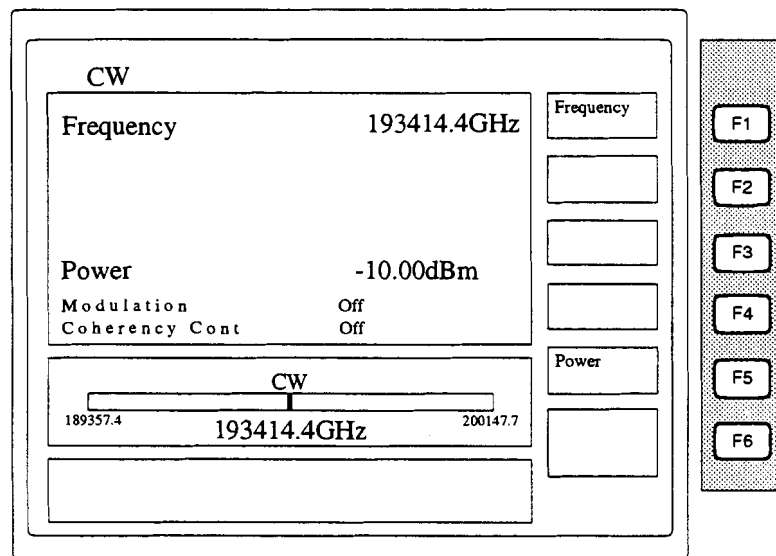 CW
Frequency 193414.4GHz
Power -10.00dBm
Modulation Off
Coherency Cont Off
CW
189357.4 200147.7
193414.4GHz
Frequency
Power
F1
F2
F3
F4
F5
F6